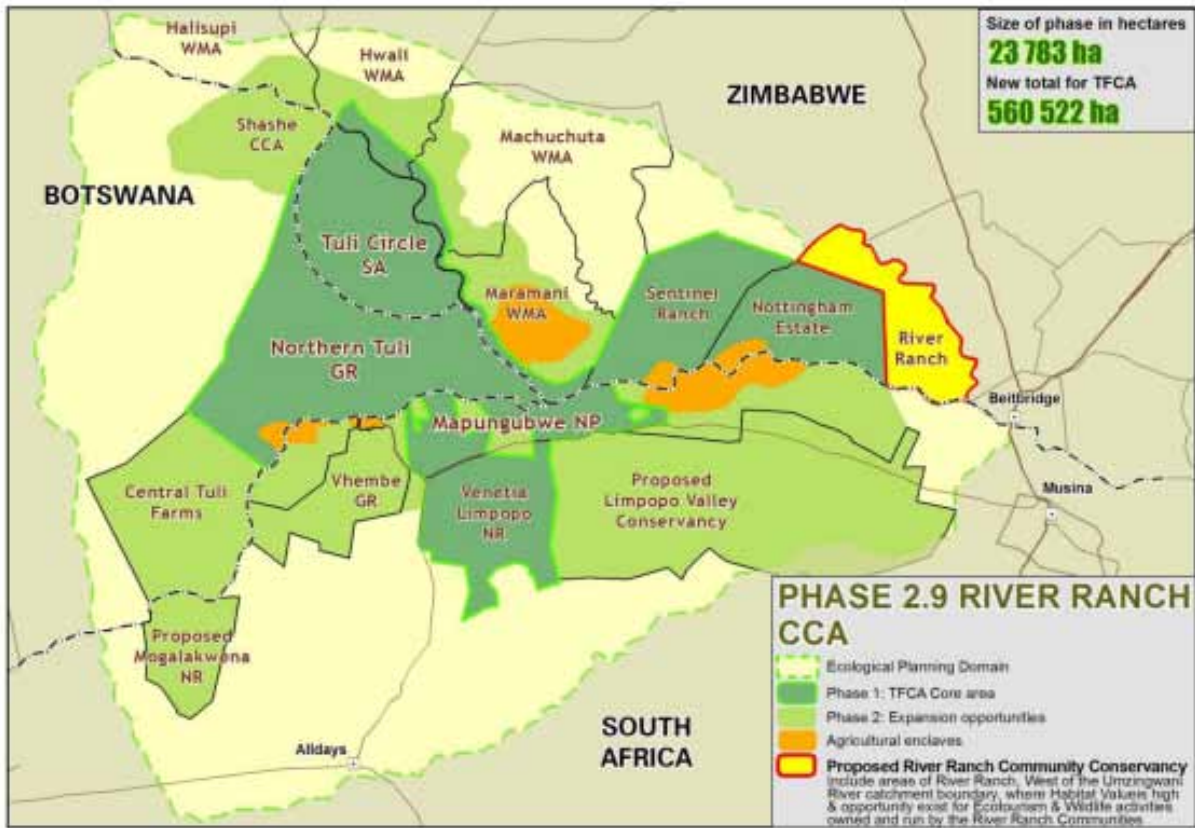 Halisupi
WMA
Hwali
WMA
Size of phase in hectares
23 783 ha
New total for TFCA
560 522 ha
ZIMBABWE
Shashe
CCA
Machuchuta
WMA
BOTSWANA
Tuli Circle
SA
Maramani
WMA
Sentinel
Ranch
Nottingham
Estate
River
Ranch
Northern Tuli
GR
Beitbridge
Mapungubwe NP
Central Tuli
Farms
Vhembe
GR
Venetia
Limpopo
NR
Proposed
Limpopo Valley
Conservancy
Musina
Proposed
Mogalakwena
NR
SOUTH
AFRICA
Alldays
PHASE 2.9 RIVER RANCH
CCA
Ecological Planning Domain
Phase 1: TFCA Core area
Phase 2: Expansion opportunities
Agricultural enclaves
Proposed River Ranch Community Conservancy
Include areas of River Ranch, West of the Umzingwani
River catchment boundary, where Habitat Valueis high
& opportunity exist for Ecotourism & Wildlife activities
owned and run by the River Ranch Communities